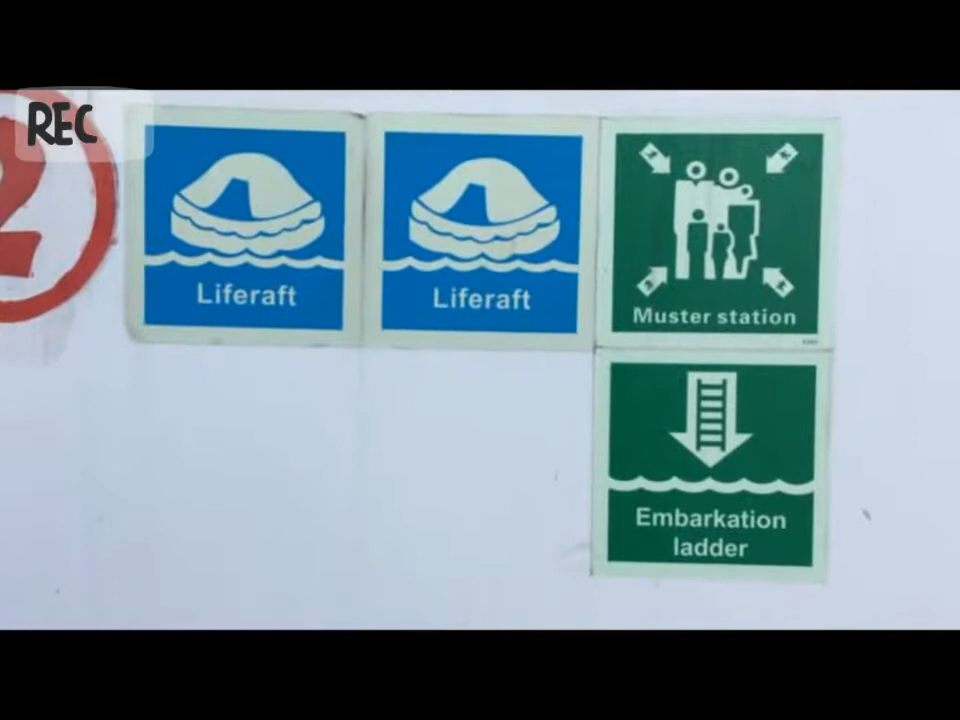 2
REC
Liferaft
Liferaft
Muster station
Embarkation
ladder